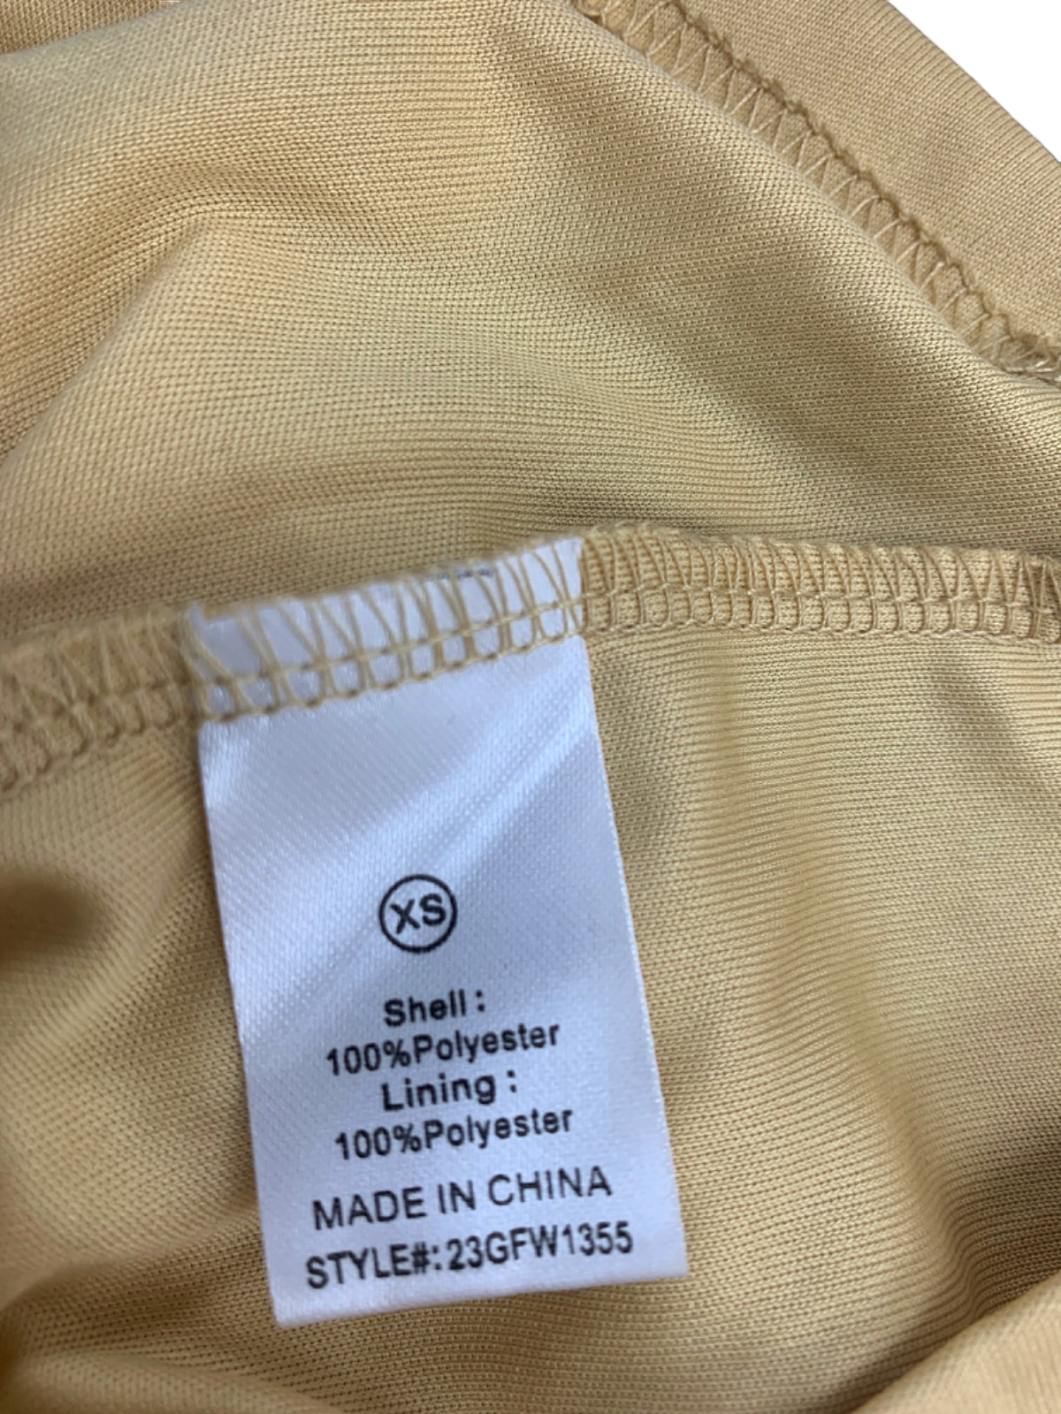 XS
Shell:
100%Polyester
Lining:
100%Polyester
MADE IN CHINA
STYLE#:23GFW1355